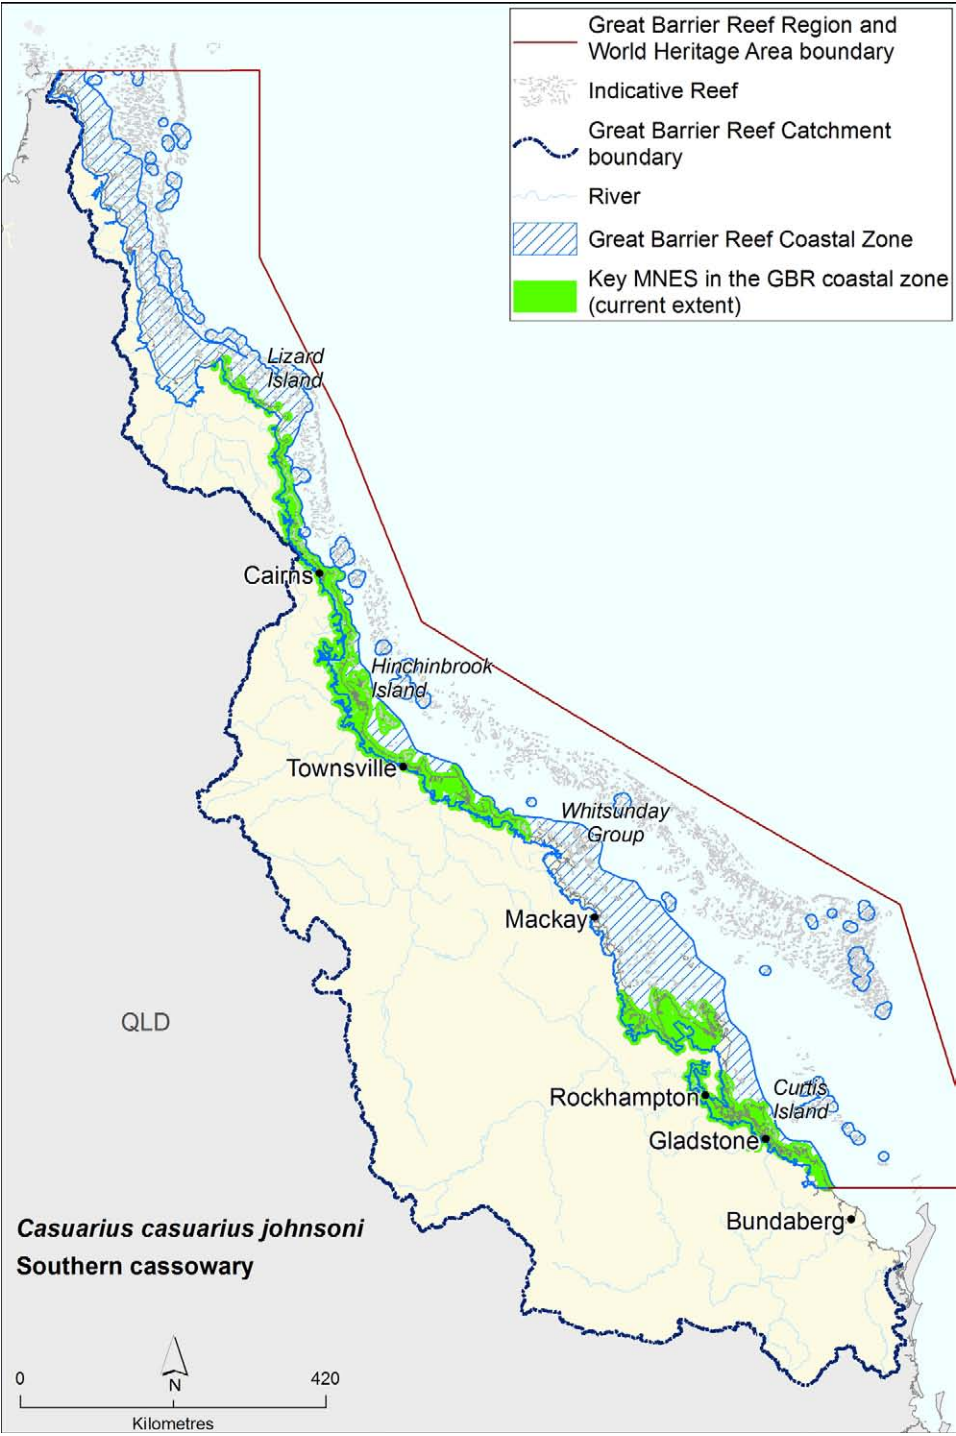 Great Barrier Reef Region and
World Heritage Area boundary
Indicative Reef
Great Barrier Reef Catchment
boundary
River
Great Barrier Reef Coastal Zone
Key MNES in the GBR coastal zone
(current extent)
Lizard
Island
Cairns
Hinchinbrook
Island
Townsville
Whitsunday
Group
Mackay
QLD
Curtis
Island
Rockhampton
Gladstone
Bundaberg
Casuarius casuarius johnsoni
Southern cassowary
N
0 420
Kilometres